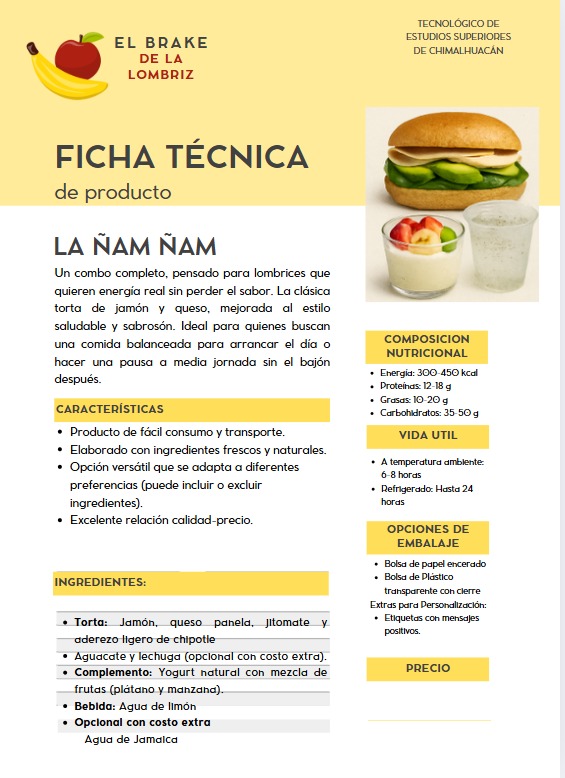 EL BRAKE
DE LA
LOMBRIZ
TECNOLÓGICO DE
ESTUDIOS SUPERIORES
DE CHIMALHUACÁN
FICHA TÉCNICA
de producto
LA ÑAM ÑAM
Un combo completo, pensado para lombrices que
quieren energía real sin perder el sabor. La clásica
torta de jamón y queso, mejorada al estilo
saludable y sabrosón. Ideal para quienes buscan
una comida balanceada para arrancar el día o
hacer una pausa a media jornada sin el bajón
después.
CARACTERÍSTICAS
• Producto de fácil consumo y transporte.
• Elaborado con ingredientes frescos y naturales.
• Opción versátil que se adapta a diferentes
preferencias (puede incluir o excluir
ingredientes).
• Excelente relación calidad-precio.
INGREDIENTES:
• Torta: Jamón, queso panela, jitomate y
aderezo ligero de chipotle
• Aguacate y lechuga (opcional con costo extra).
• Complemento: Yogurt natural con mezcla de
frutas (plátano y manzana).
• Bebida: Agua de limón
• Opcional con costo extra
Agua de Jamaica
COMPOSICION
NUTRICIONAL
• Energía: 300-450 kcal
• Proteínas: 12-18 g
• Grasas: 10-20 g
• Carbohidratos: 35-50 g
VIDA UTIL
• A temperatura ambiente:
6-8 horas
• Refrigerado: Hasta 24
horas
OPCIONES DE
EMBALAJE
• Bolsa de papel encerado
• Bolsa de Plástico
transparente con cierre
Extras para Personalización:
• Etiquetas con mensajes
positivos.
PRECIO